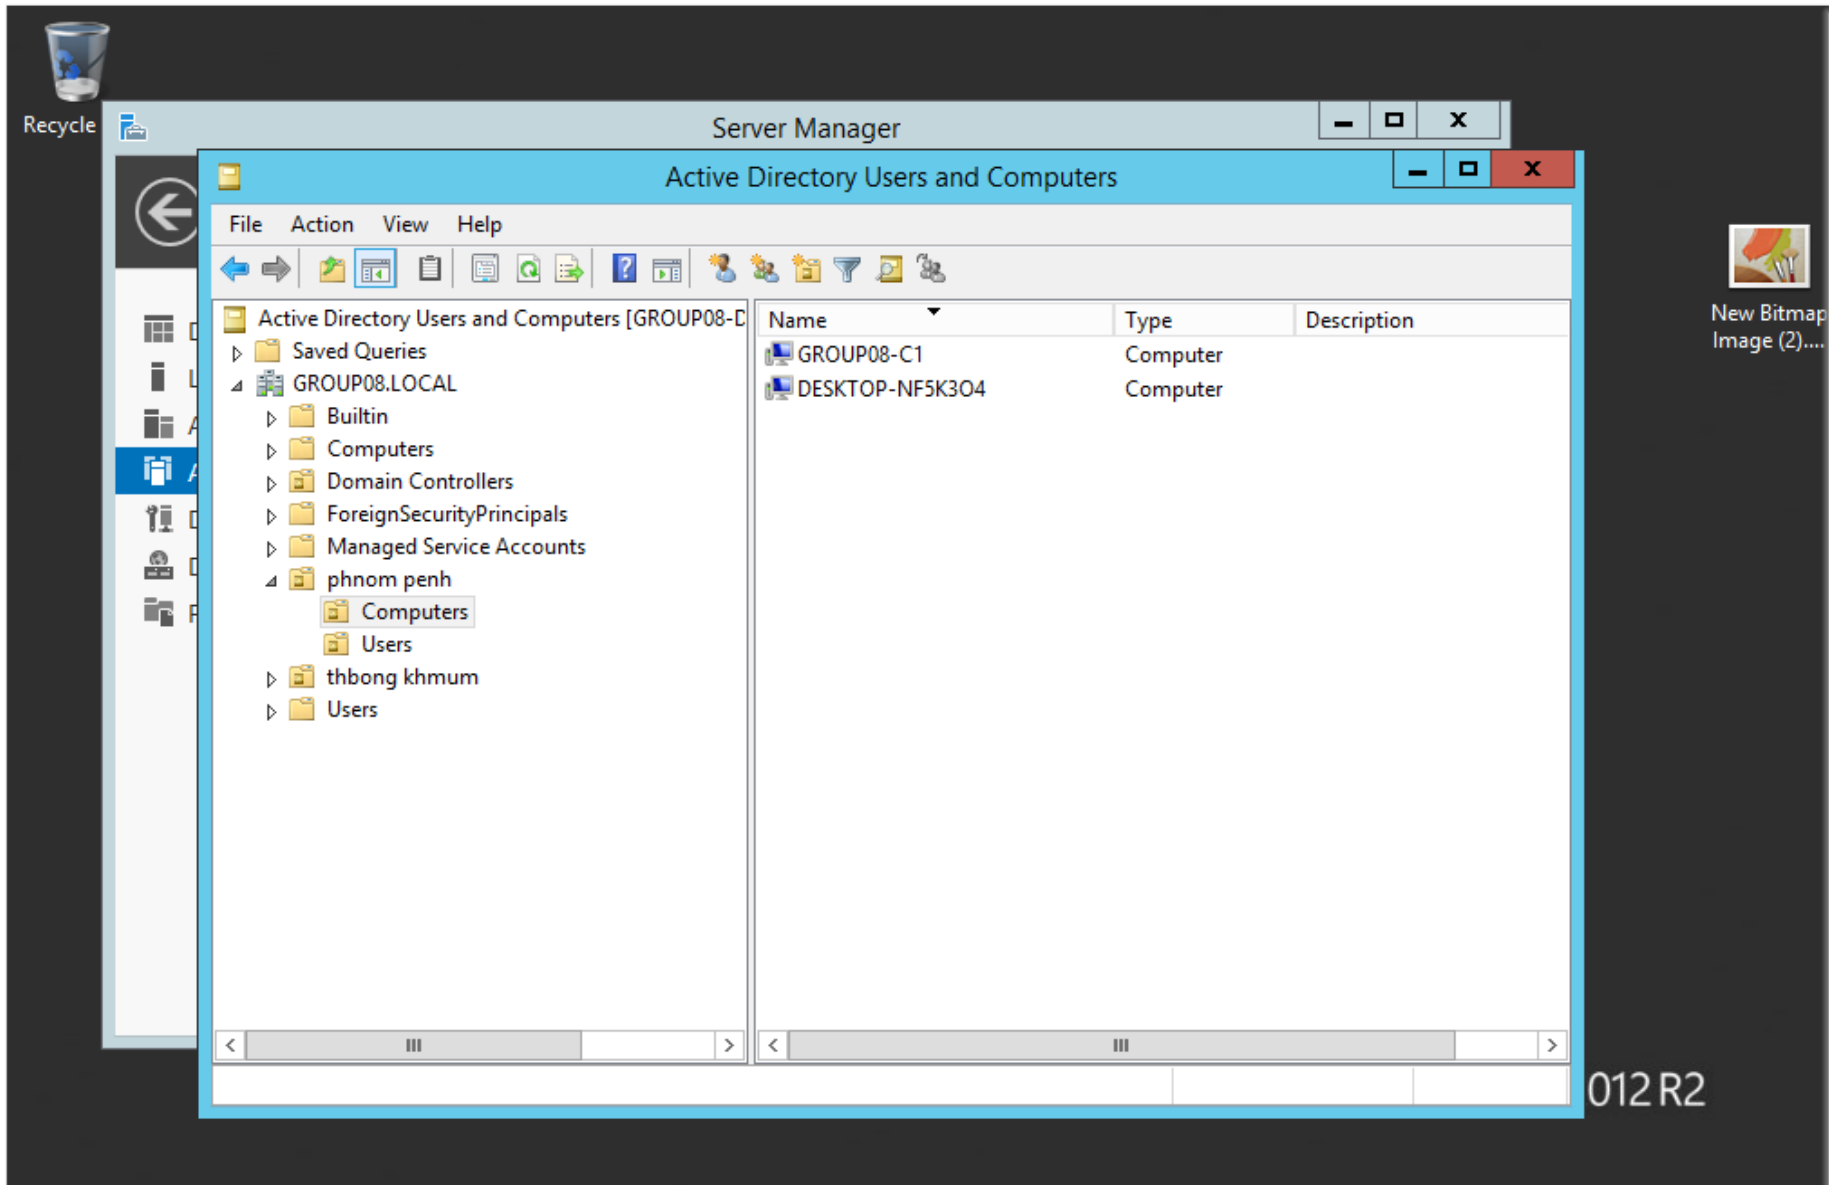 Recycle
Server Manager
Active Directory Users and Computers
File Action View Help
Active Directory Users and Computers [GROUP08-D
Saved Queries
GROUP08.LOCAL
Builtin
Computers
Domain Controllers
ForeignSecurityPrincipals
Managed Service Accounts
phnom penh
Computers
Users
thbong khmum
Users
Name Type Description
GROUP08-C1 Computer
DESKTOP-NF5K3O4 Computer
New Bitmap
Image (2)....
012 R2